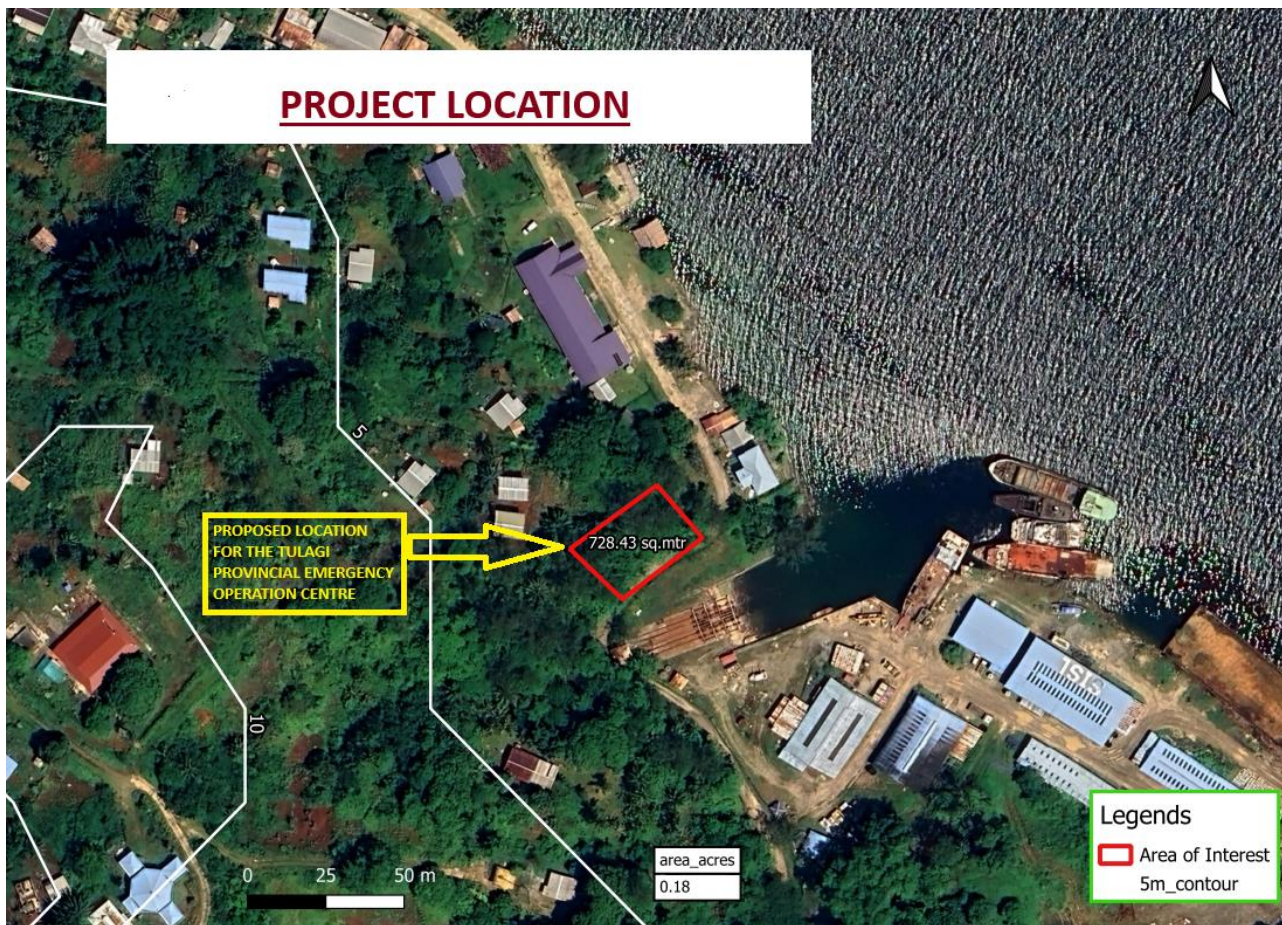 PROJECT LOCATION
5
PROPOSED LOCATION
FOR THE TULAGI
PROVINCIAL EMERGENCY
OPERATION CENTRE
728.43 sq.mtr
10
0 25 50 m
area_acres
0.18
Legends
Area of Interest
5m_contour